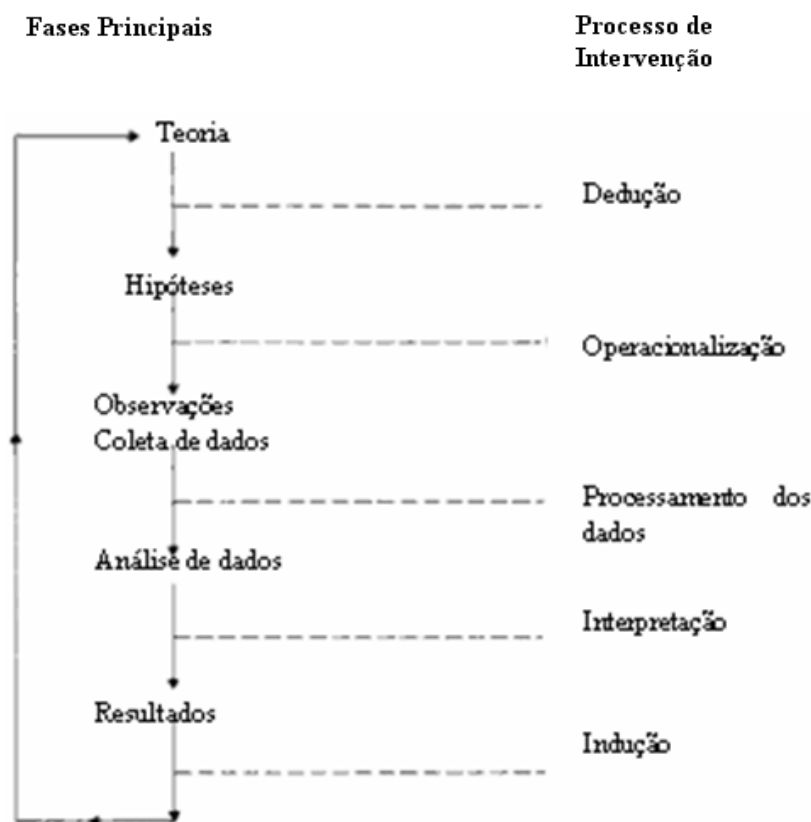 Fases Principais
Processo de
Intervenção
Teoria
Dedução
Hipóteses
Operacionalização
Observações
Coleta de dados
Processamento dos
dados
Análise de dados
Interpretação
Resultados
Indução